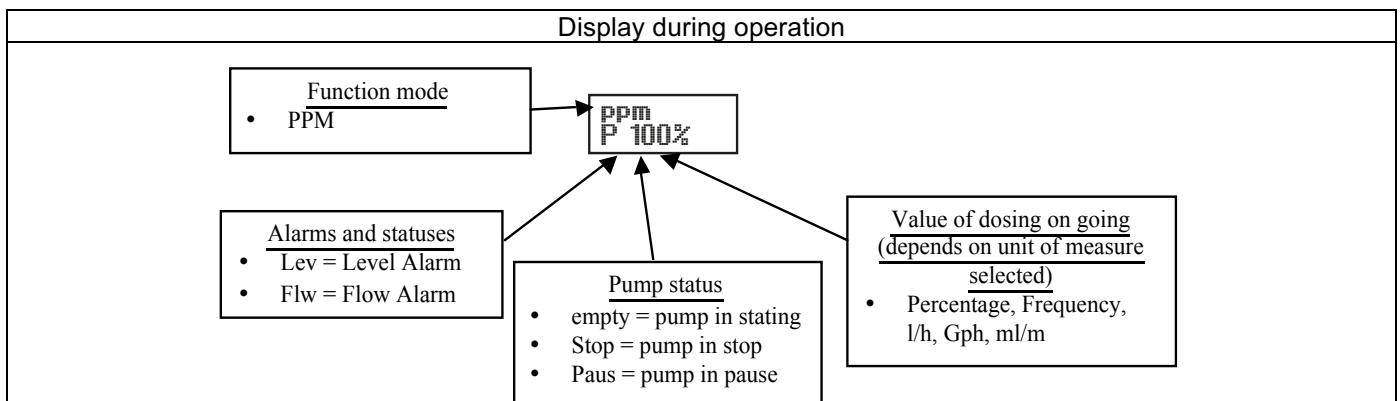 Display during operation
Function mode
• PPM
ppm
P 100%
Alarms and statuses
• Lev = Level Alarm
• Flw = Flow Alarm
Pump status
• empty = pump in stating
• Stop = pump in stop
• Paus = pump in pause
Value of dosing on going
(depends on unit of measure
selected)
• Percentage, Frequency,
l/h, Gph, ml/m